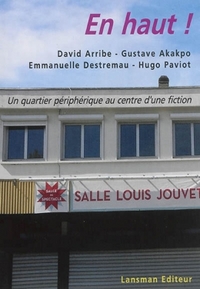 En haut !
David Arribe - Gustave Akakpo
Emmanuelle Destremau - Hugo Paviot
Un quartier périphérique au centre d'une fiction
SALLE LOUIS JOUVET
Lansman Editeur